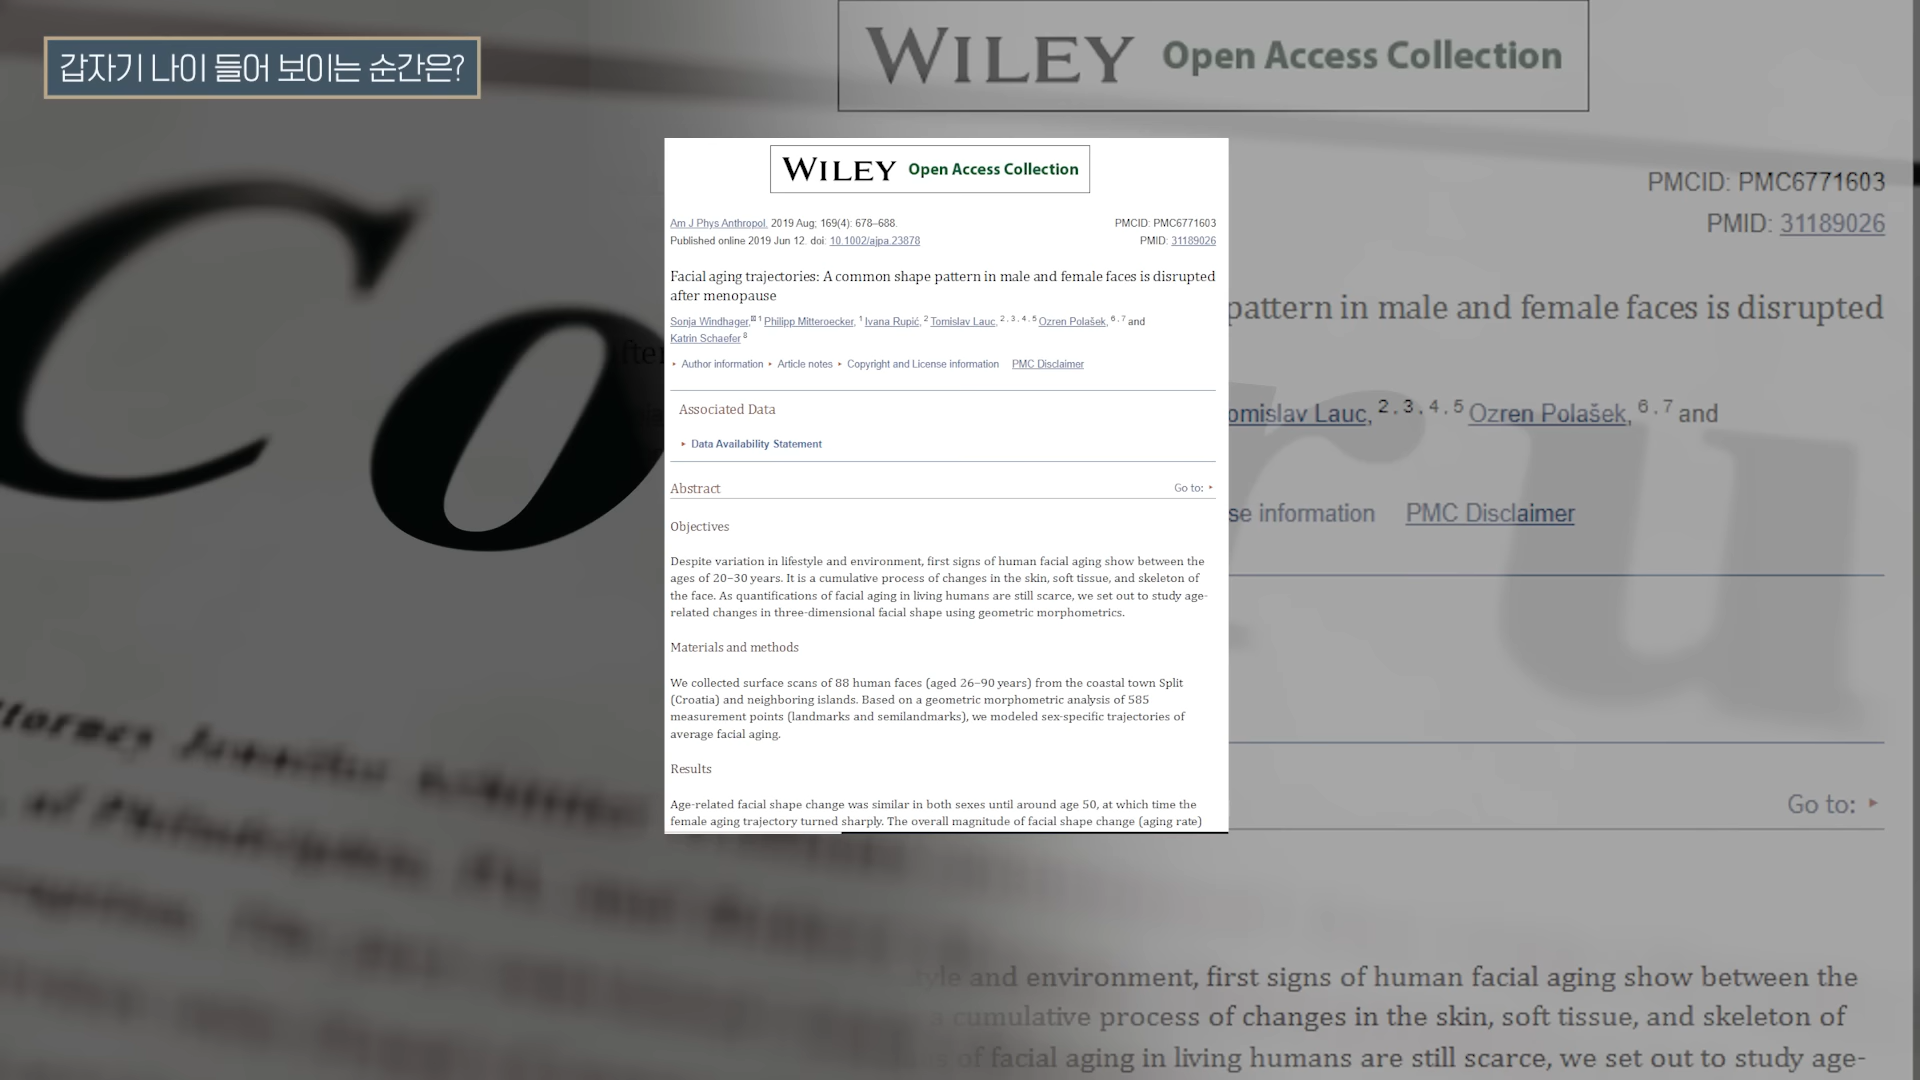 갑자기 나이 들어 보이는 순간은?
WILEY Open Access Collection
PMCID: PMC6771603
PMID: 31189026
pattern in male and female faces is disrupted
omislav Lauc, 2,3,4,5 Ozren Polašek, 6,7 and
se information PMC Disclaimer
Go to:
and environment, first signs of human facial aging show between the
cumulative process of changes in the skin, soft tissue, and skeleton of
of facial aging in living humans are still scarce, we set out to study age-
WILEY Open Access Collection
Am J Phys Anthropol. 2019 Aug; 169(4): 678–688. PMCID: PMC6771603
Published online 2019 Jun 12. doi: 10.1002/ajpa.23878 PMID: 31189026
Facial aging trajectories: A common shape pattern in male and female faces is disrupted
after menopause
Sonja Windhager, 1 Philipp Mitteroecker, 1 Ivana Rupić, 2 Tomislav Lauc, 2,3,4,5 Ozren Polašek, 6,7 and
Katrin Schaefer 8
Author information Article notes Copyright and License information PMC Disclaimer
Associated Data
Data Availability Statement
Abstract Go to:
Objectives
Despite variation in lifestyle and environment, first signs of human facial aging show between the
ages of 20–30 years. It is a cumulative process of changes in the skin, soft tissue, and skeleton of
the face. As quantifications of facial aging in living humans are still scarce, we set out to study age-
related changes in three-dimensional facial shape using geometric morphometrics.
Materials and methods
We collected surface scans of 88 human faces (aged 26–90 years) from the coastal town Split
(Croatia) and neighboring islands. Based on a geometric morphometric analysis of 585
measurement points (landmarks and semilandmarks), we modeled sex-specific trajectories of
average facial aging.
Results
Age-related facial shape change was similar in both sexes until around age 50, at which time the
female aging trajectory turned sharply. The overall magnitude of facial shape change (aging rate)
Co
ru
ttorney Jennifer
of Philadelphia, PA,